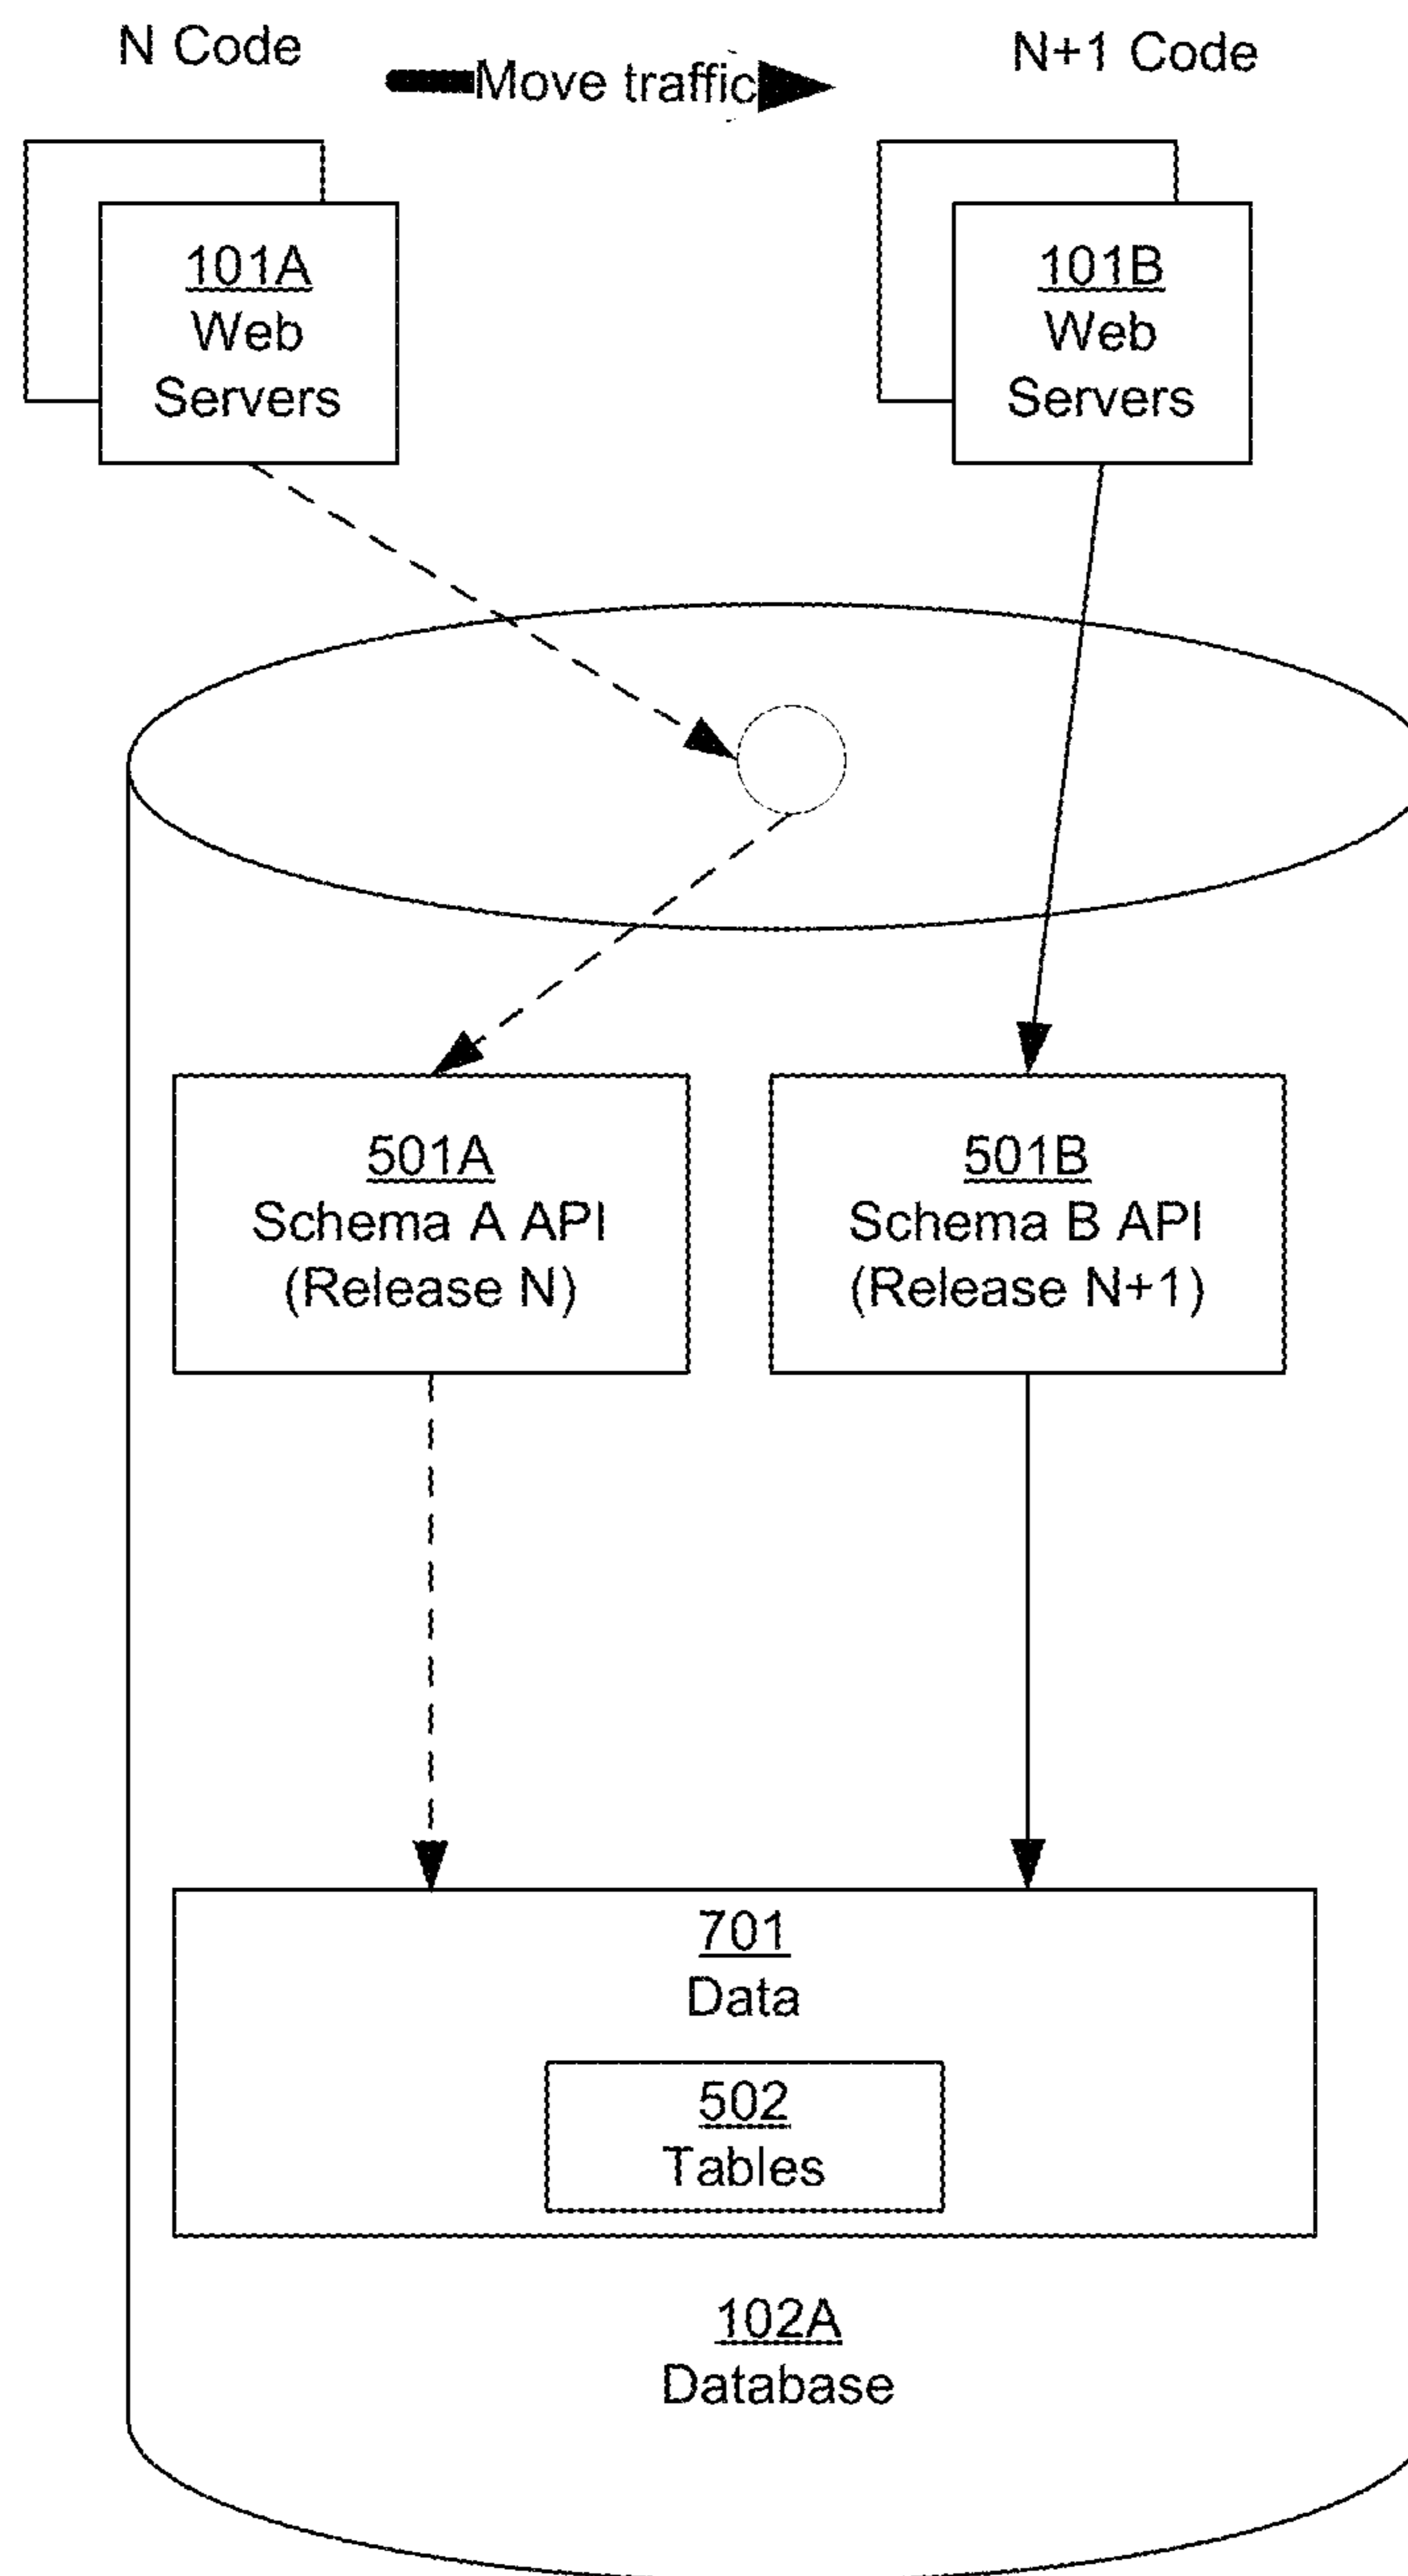 N Code
Move traffic
N+1 Code
101A
Web
Servers
101B
Web
Servers
501A
Schema A API
(Release N)
501B
Schema B API
(Release N+1)
701
Data
502
Tables
102A
Database